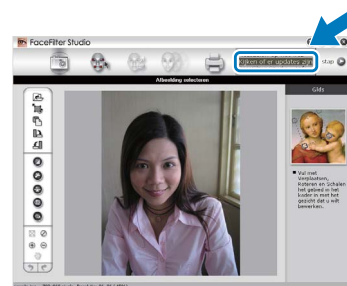 FaceFilter Studio
kijken of er updates zijn
stap
Afbeelding selecteren
Gids
Vul met
Verplaatsen,
Roteren en Schalen
het gebied in het
kader in met het
gezicht dat u wilt
bewerken.